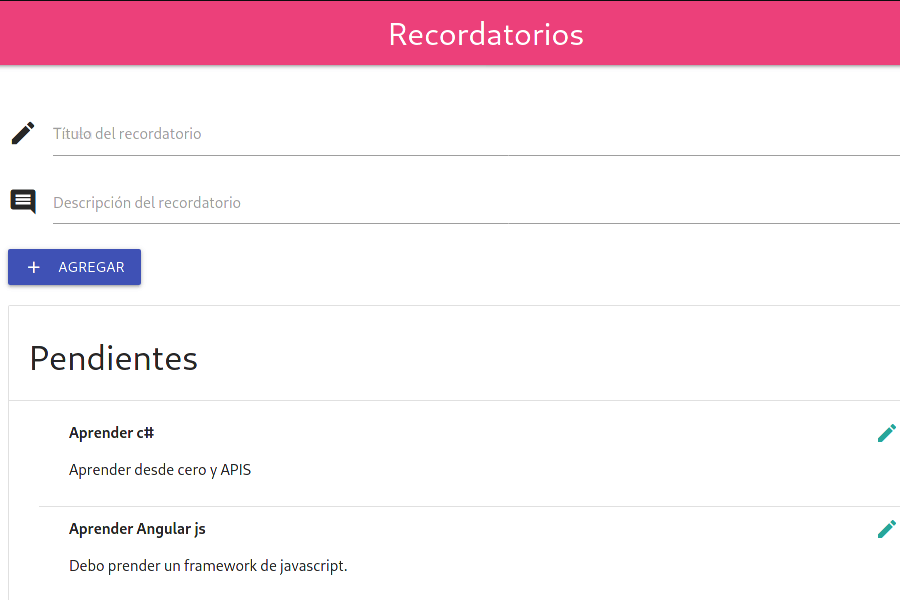 Recordatorios
Título del recordatorio
Descripción del recordatorio
+ AGREGAR
Pendientes
Aprender c#
Aprender desde cero y APIS
Aprender Angular js
Debo prender un framework de javascript.